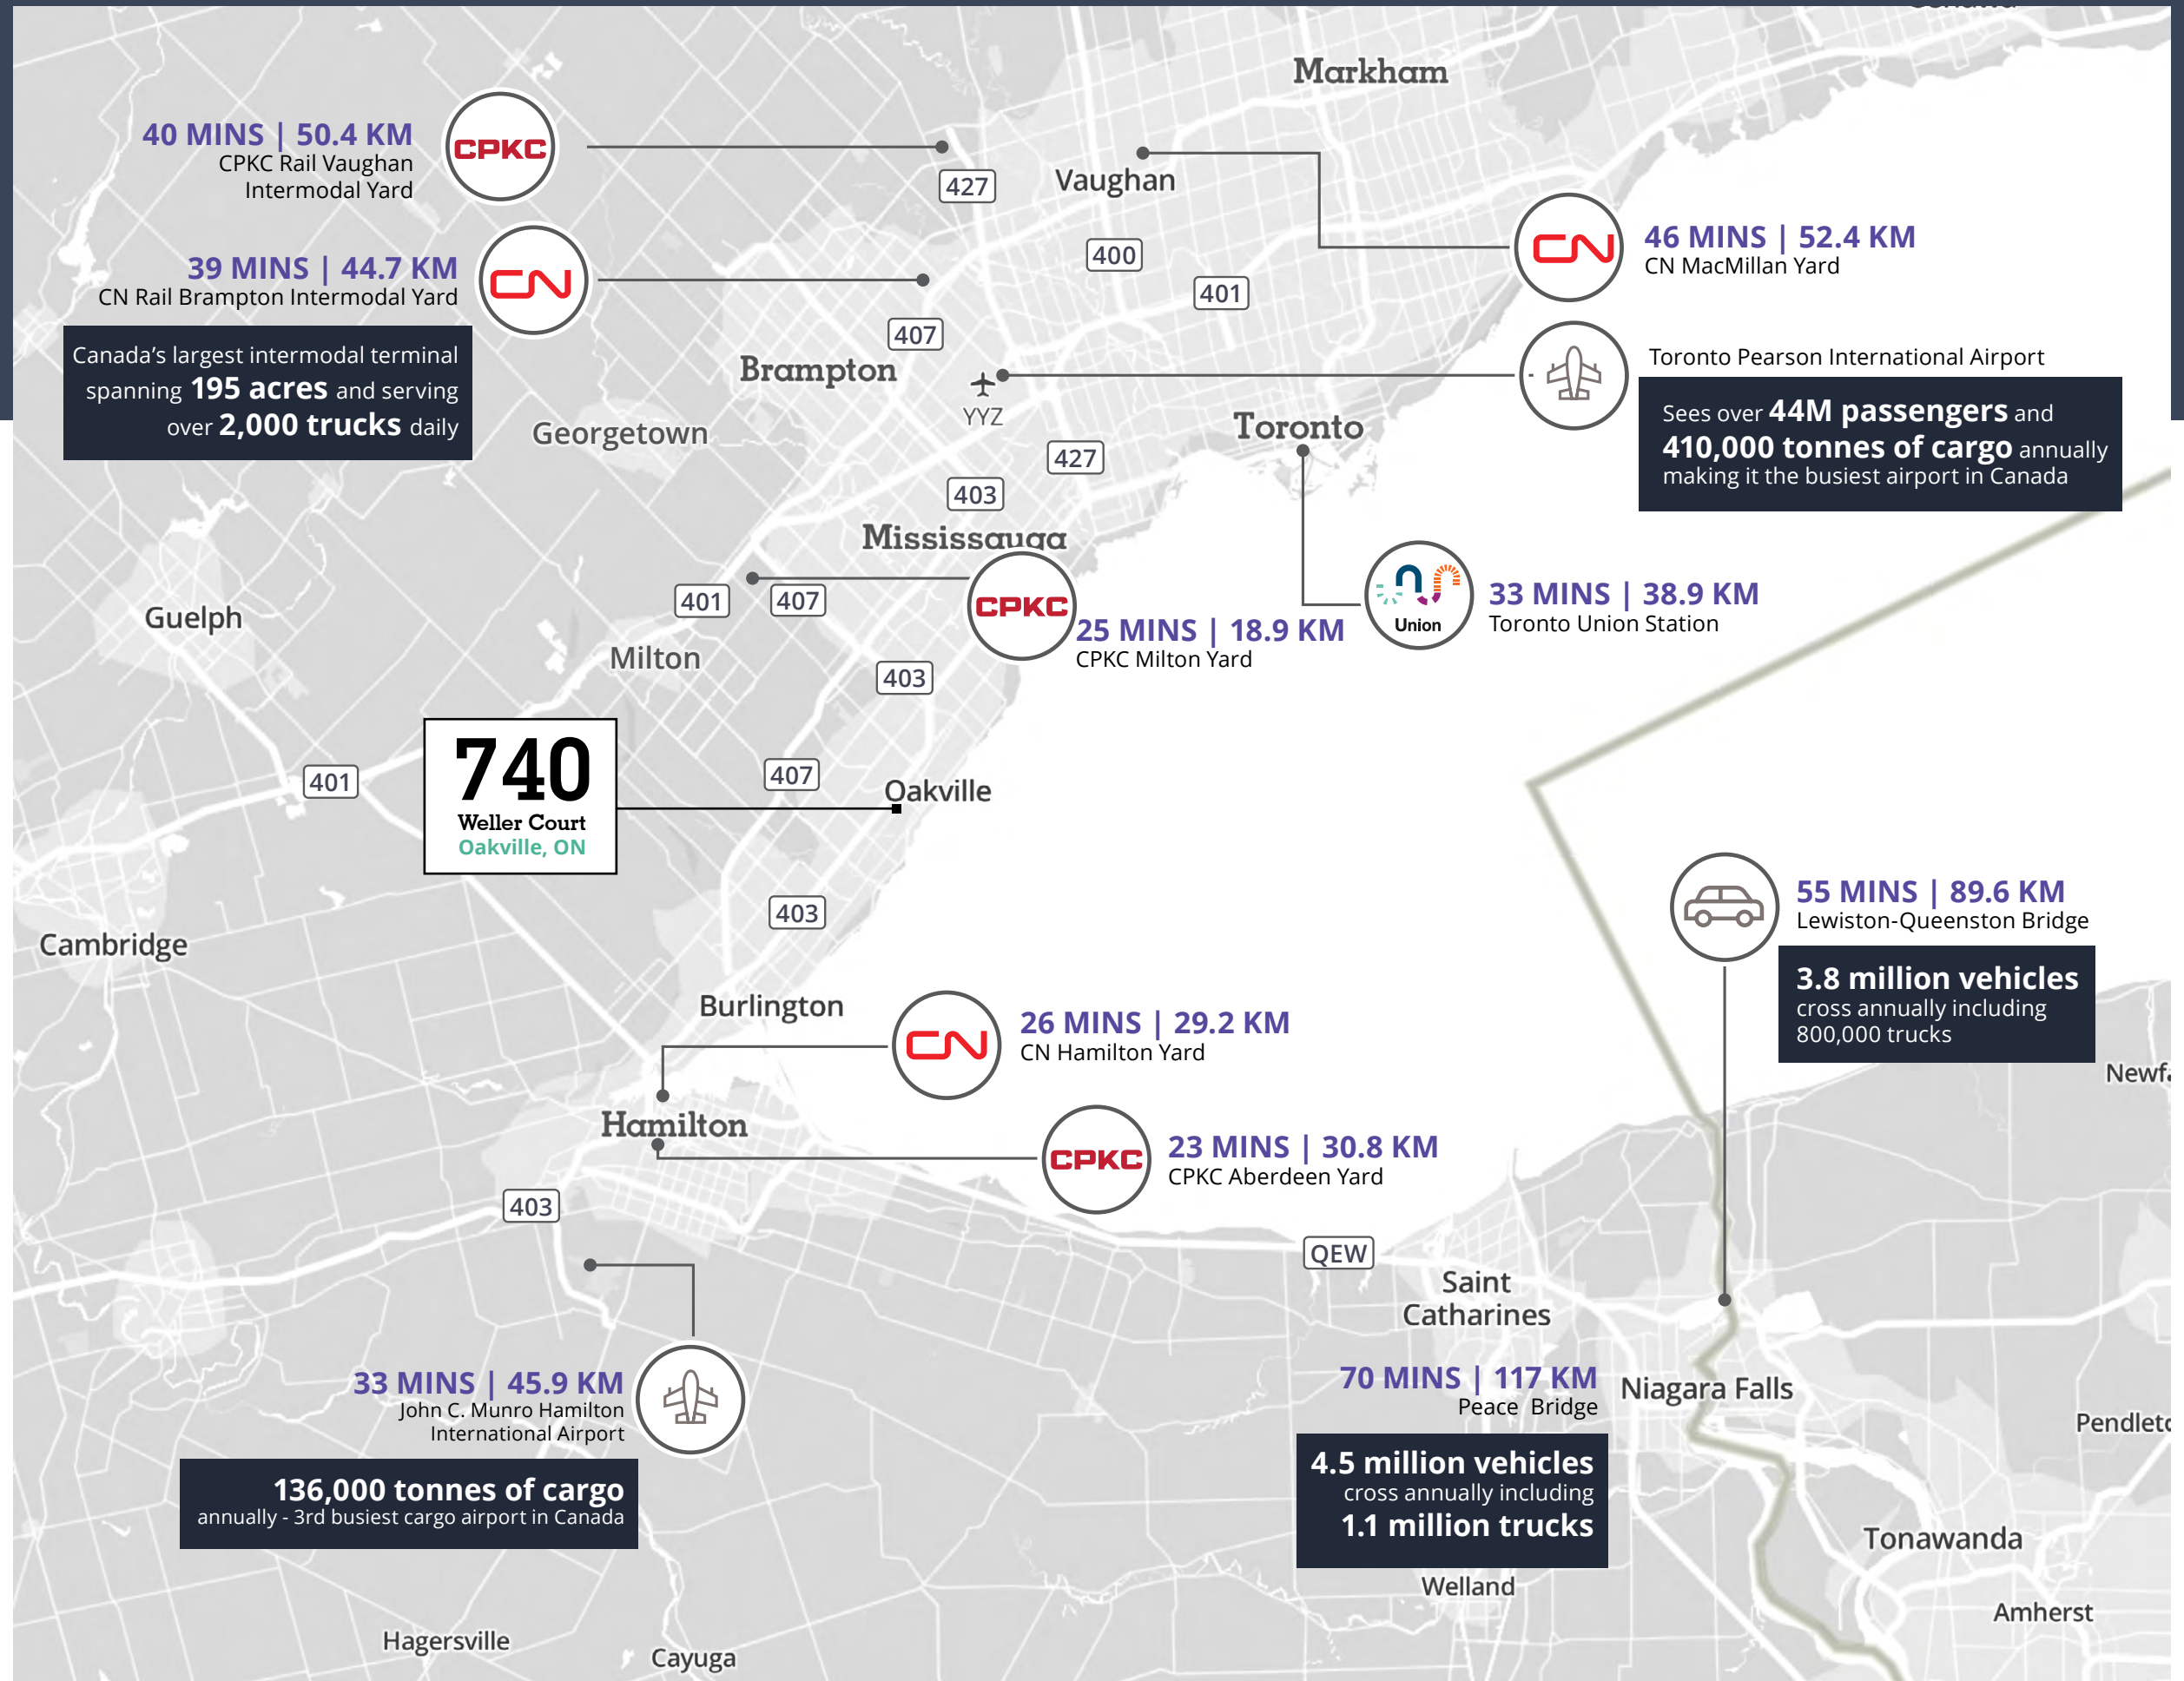 Markham
40 MINS | 50.4 KM
CPKC Rail Vaughan
Intermodal Yard
CPKC
427
Vaughan
400
401
CN
46 MINS | 52.4 KM
CN MacMillan Yard
39 MINS | 44.7 KM
CN Rail Brampton Intermodal Yard
CN
Canada's largest intermodal terminal
spanning 195 acres and serving
over 2,000 trucks daily
407
Brampton
YYZ
Georgetown
Toronto
427
403
Toronto Pearson International Airport
Sees over 44M passengers and
410,000 tonnes of cargo annually
making it the busiest airport in Canada
Mississauga
401
407
CPKC
25 MINS | 18.9 KM
CPKC Milton Yard
Union
33 MINS | 38.9 KM
Toronto Union Station
Guelph
Milton
403
740
Weller Court
Oakville, ON
401
407
Oakville
403
Cambridge
55 MINS | 89.6 KM
Lewiston-Queenston Bridge
3.8 million vehicles
cross annually including
800,000 trucks
Burlington
CN
26 MINS | 29.2 KM
CN Hamilton Yard
Newfa
Hamilton
CPKC
23 MINS | 30.8 KM
CPKC Aberdeen Yard
403
QEW
Saint
Catharines
33 MINS | 45.9 KM
John C. Munro Hamilton
International Airport
136,000 tonnes of cargo
annually - 3rd busiest cargo airport in Canada
70 MINS | 117 KM
Peace Bridge
4.5 million vehicles
cross annually including
1.1 million trucks
Niagara Falls
Pendleto
Tonawanda
Welland
Amherst
Hagersville
Cayuga